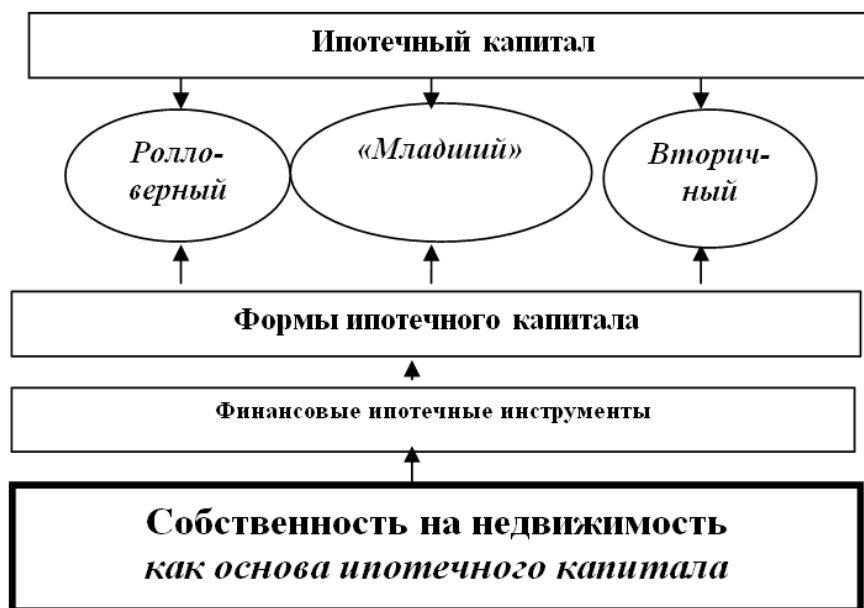 Ипотечный капитал
Ролло-
верный
«Младший»
Вторич-
ный
Формы ипотечного капитала
Финансовые ипотечные инструменты
Собственность на недвижимость
как основа ипотечного капитала